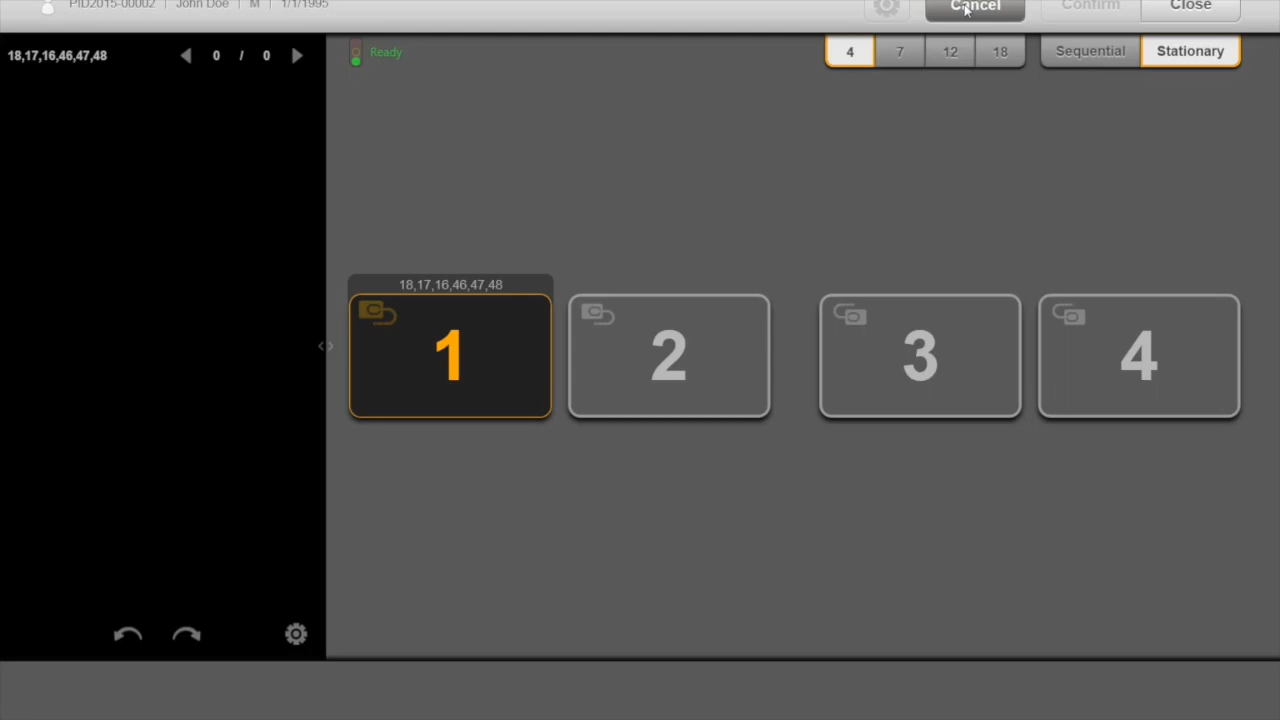 PID2015-00002 | John Doe | M | 1/1/1995
Cancel Confirm Close
18,17,16,46,47,48 0 / 0
Ready
4 7 12 18 Sequential Stationary
18,17,16,46,47,48
1 2 3 4